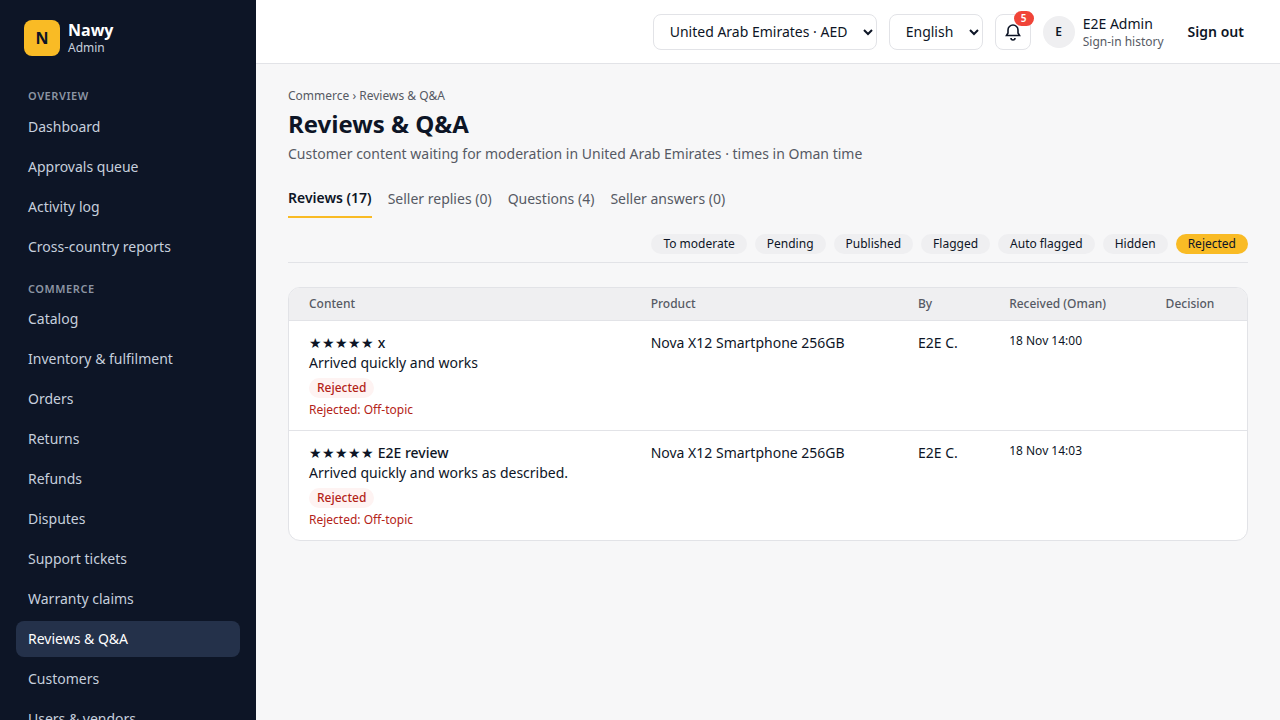 N
Nawy
Admin
OVERVIEW
Dashboard
Approvals queue
Activity log
Cross-country reports
COMMERCE
Catalog
Inventory & fulfilment
Orders
Returns
Refunds
Disputes
Support tickets
Warranty claims
Reviews & Q&A
Customers
Users & vendors
United Arab Emirates · AED
English
5
E
E2E Admin
Sign-in history
Sign out
Commerce › Reviews & Q&A
Reviews & Q&A
Customer content waiting for moderation in United Arab Emirates · times in Oman time
Reviews (17) Seller replies (0) Questions (4) Seller answers (0)
To moderate Pending Published Flagged Auto flagged Hidden Rejected
Content Product By Received (Oman) Decision
★★★★★ x Nova X12 Smartphone 256GB E2E C. 18 Nov 14:00
Arrived quickly and works
Rejected
Rejected: Off-topic
★★★★★ E2E review Nova X12 Smartphone 256GB E2E C. 18 Nov 14:03
Arrived quickly and works as described.
Rejected
Rejected: Off-topic